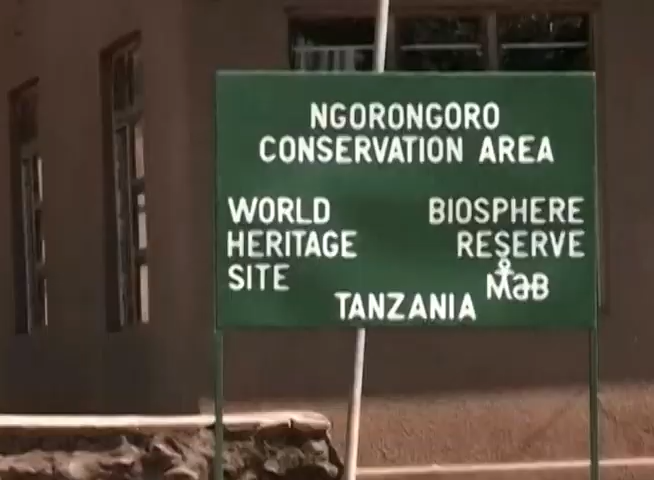 NGORONGORO
CONSERVATION AREA
WORLD
HERITAGE
SITE
BIOSPHERE
RESERVE
MaB
TANZANIA